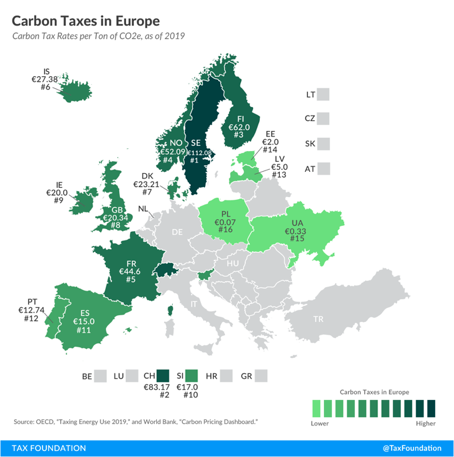 Carbon Taxes in Europe
Carbon Tax Rates per Ton of CO2e, as of 2019
IS
€27.38
#6
LT
CZ
SK
AT
NO
€52.09
#4
SE
€112.08
#1
FI
€62.0
#3
EE
€2.0
#14
LV
€5.0
#13
DK
€23.21
#7
IE
€20.0
#9
GB
€20.34
#8
NL
DE
PL
€0.07
#16
UA
€0.33
#15
FR
€44.6
#5
HU
IT
TR
PT
€12.74
#12
ES
€15.0
#11
BE
LU
CH
€83.17
#2
SI
€17.0
#10
HR
GR
Carbon Taxes in Europe
Lower
Higher
Source: OECD, "Taxing Energy Use 2019," and World Bank, "Carbon Pricing Dashboard."
TAX FOUNDATION
@TaxFoundation